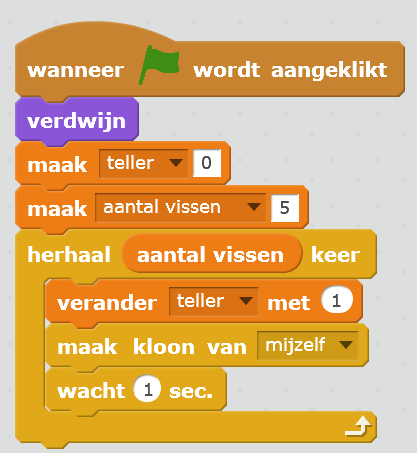 wanneer wordt aangeklikt
verdwijn
maak teller 0
maak aantal vissen 5
herhaal aantal vissen keer
verander teller met 1
maak kloon van mijzelf
wacht 1 sec.